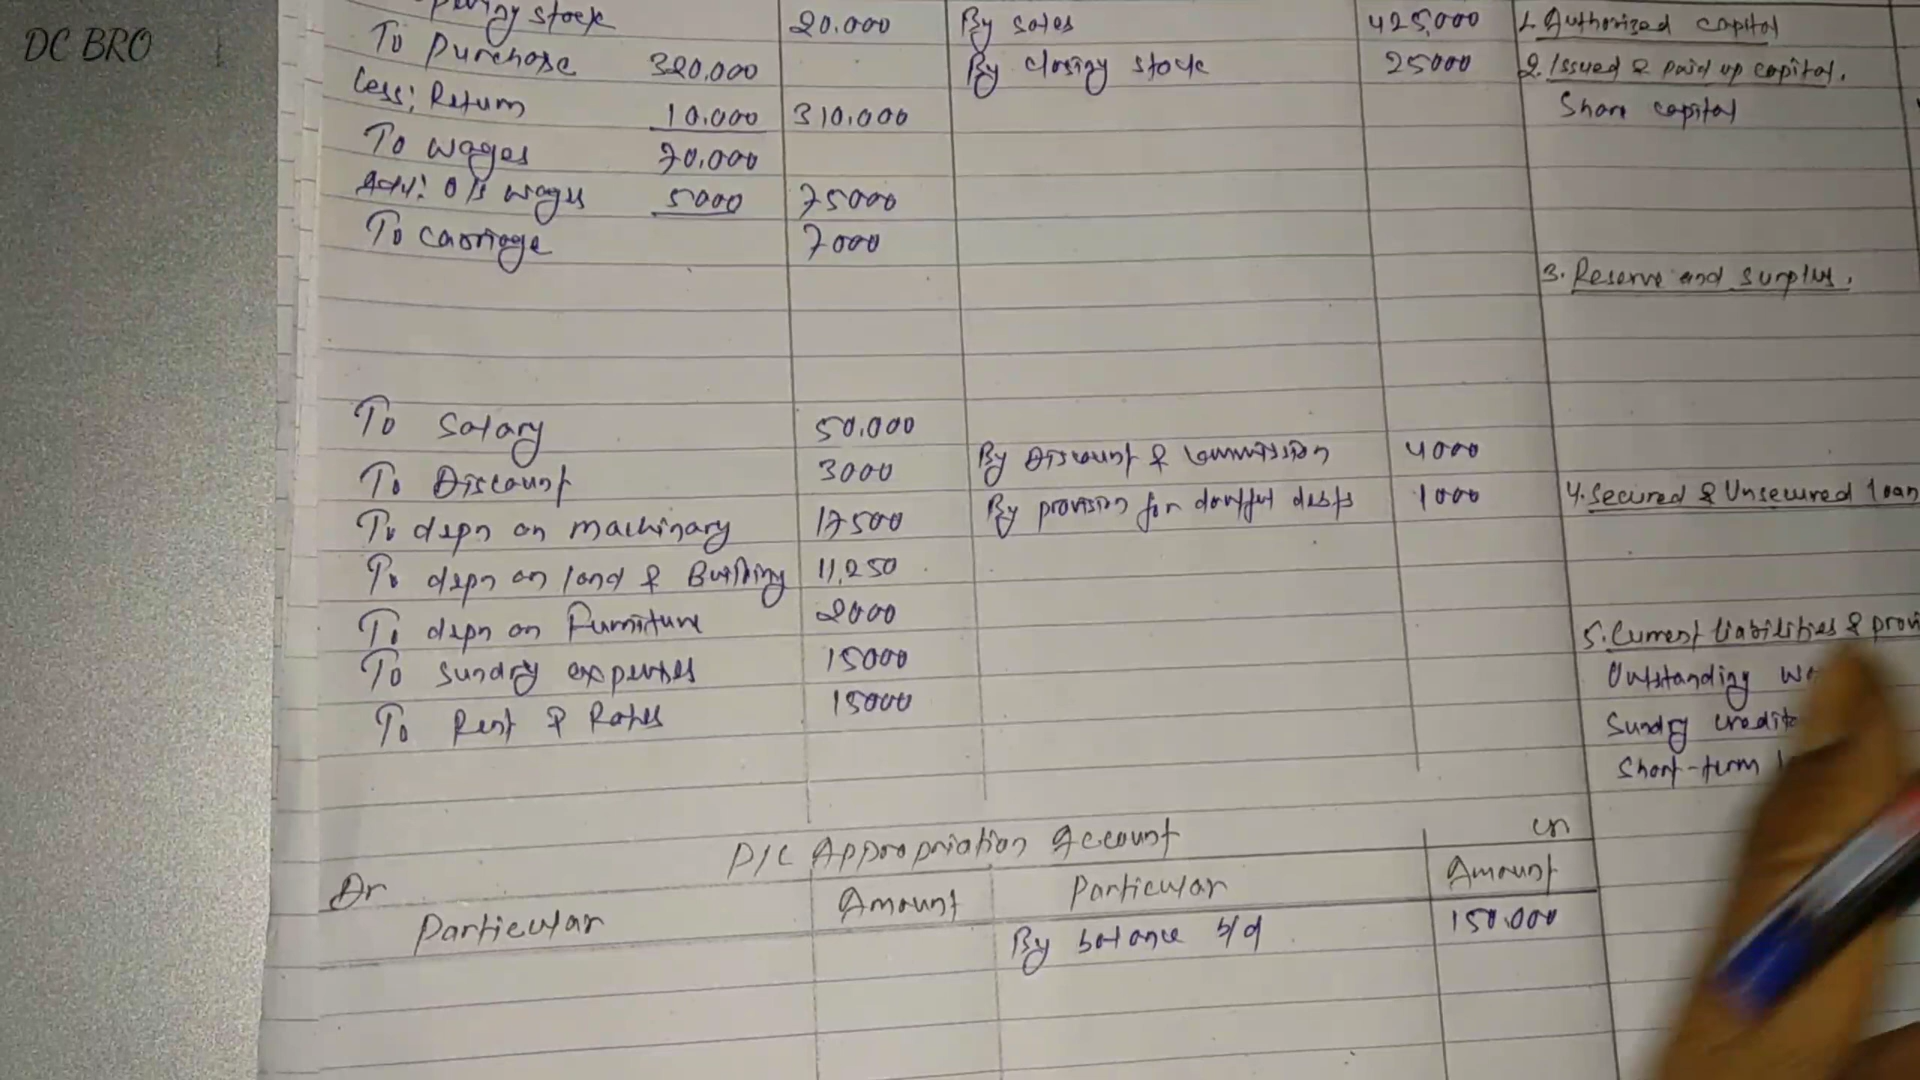 DC BRO
stock 20.000 By sales 425,000 1. Authorized capital
To Purchase 320.000 By closing stock 25000 2. Issued & paid up capital.
Less: Return 10.000 310.000 Share capital
To wages 70.000
Add: O/s wages 5000 75000
To Carriage 7000
3. Reserve and surplus.
To Salary 50.000
To Discount 3000 By Discount & commission 4000
To depn on machinary 17500 By provision for doutful debts 1000 4. Secured & Unsecured loan
To depn on land & Building 11,250
To depn on Furniture 2000
To sundry expenses 15000 5. Current liabilities &
To Rent & Rates 15000 Outstanding
Sundry
Short-term
P/L Appropriation Account
Dr Cr
Particular Amount Particular Amount
By balance b/d 150.000